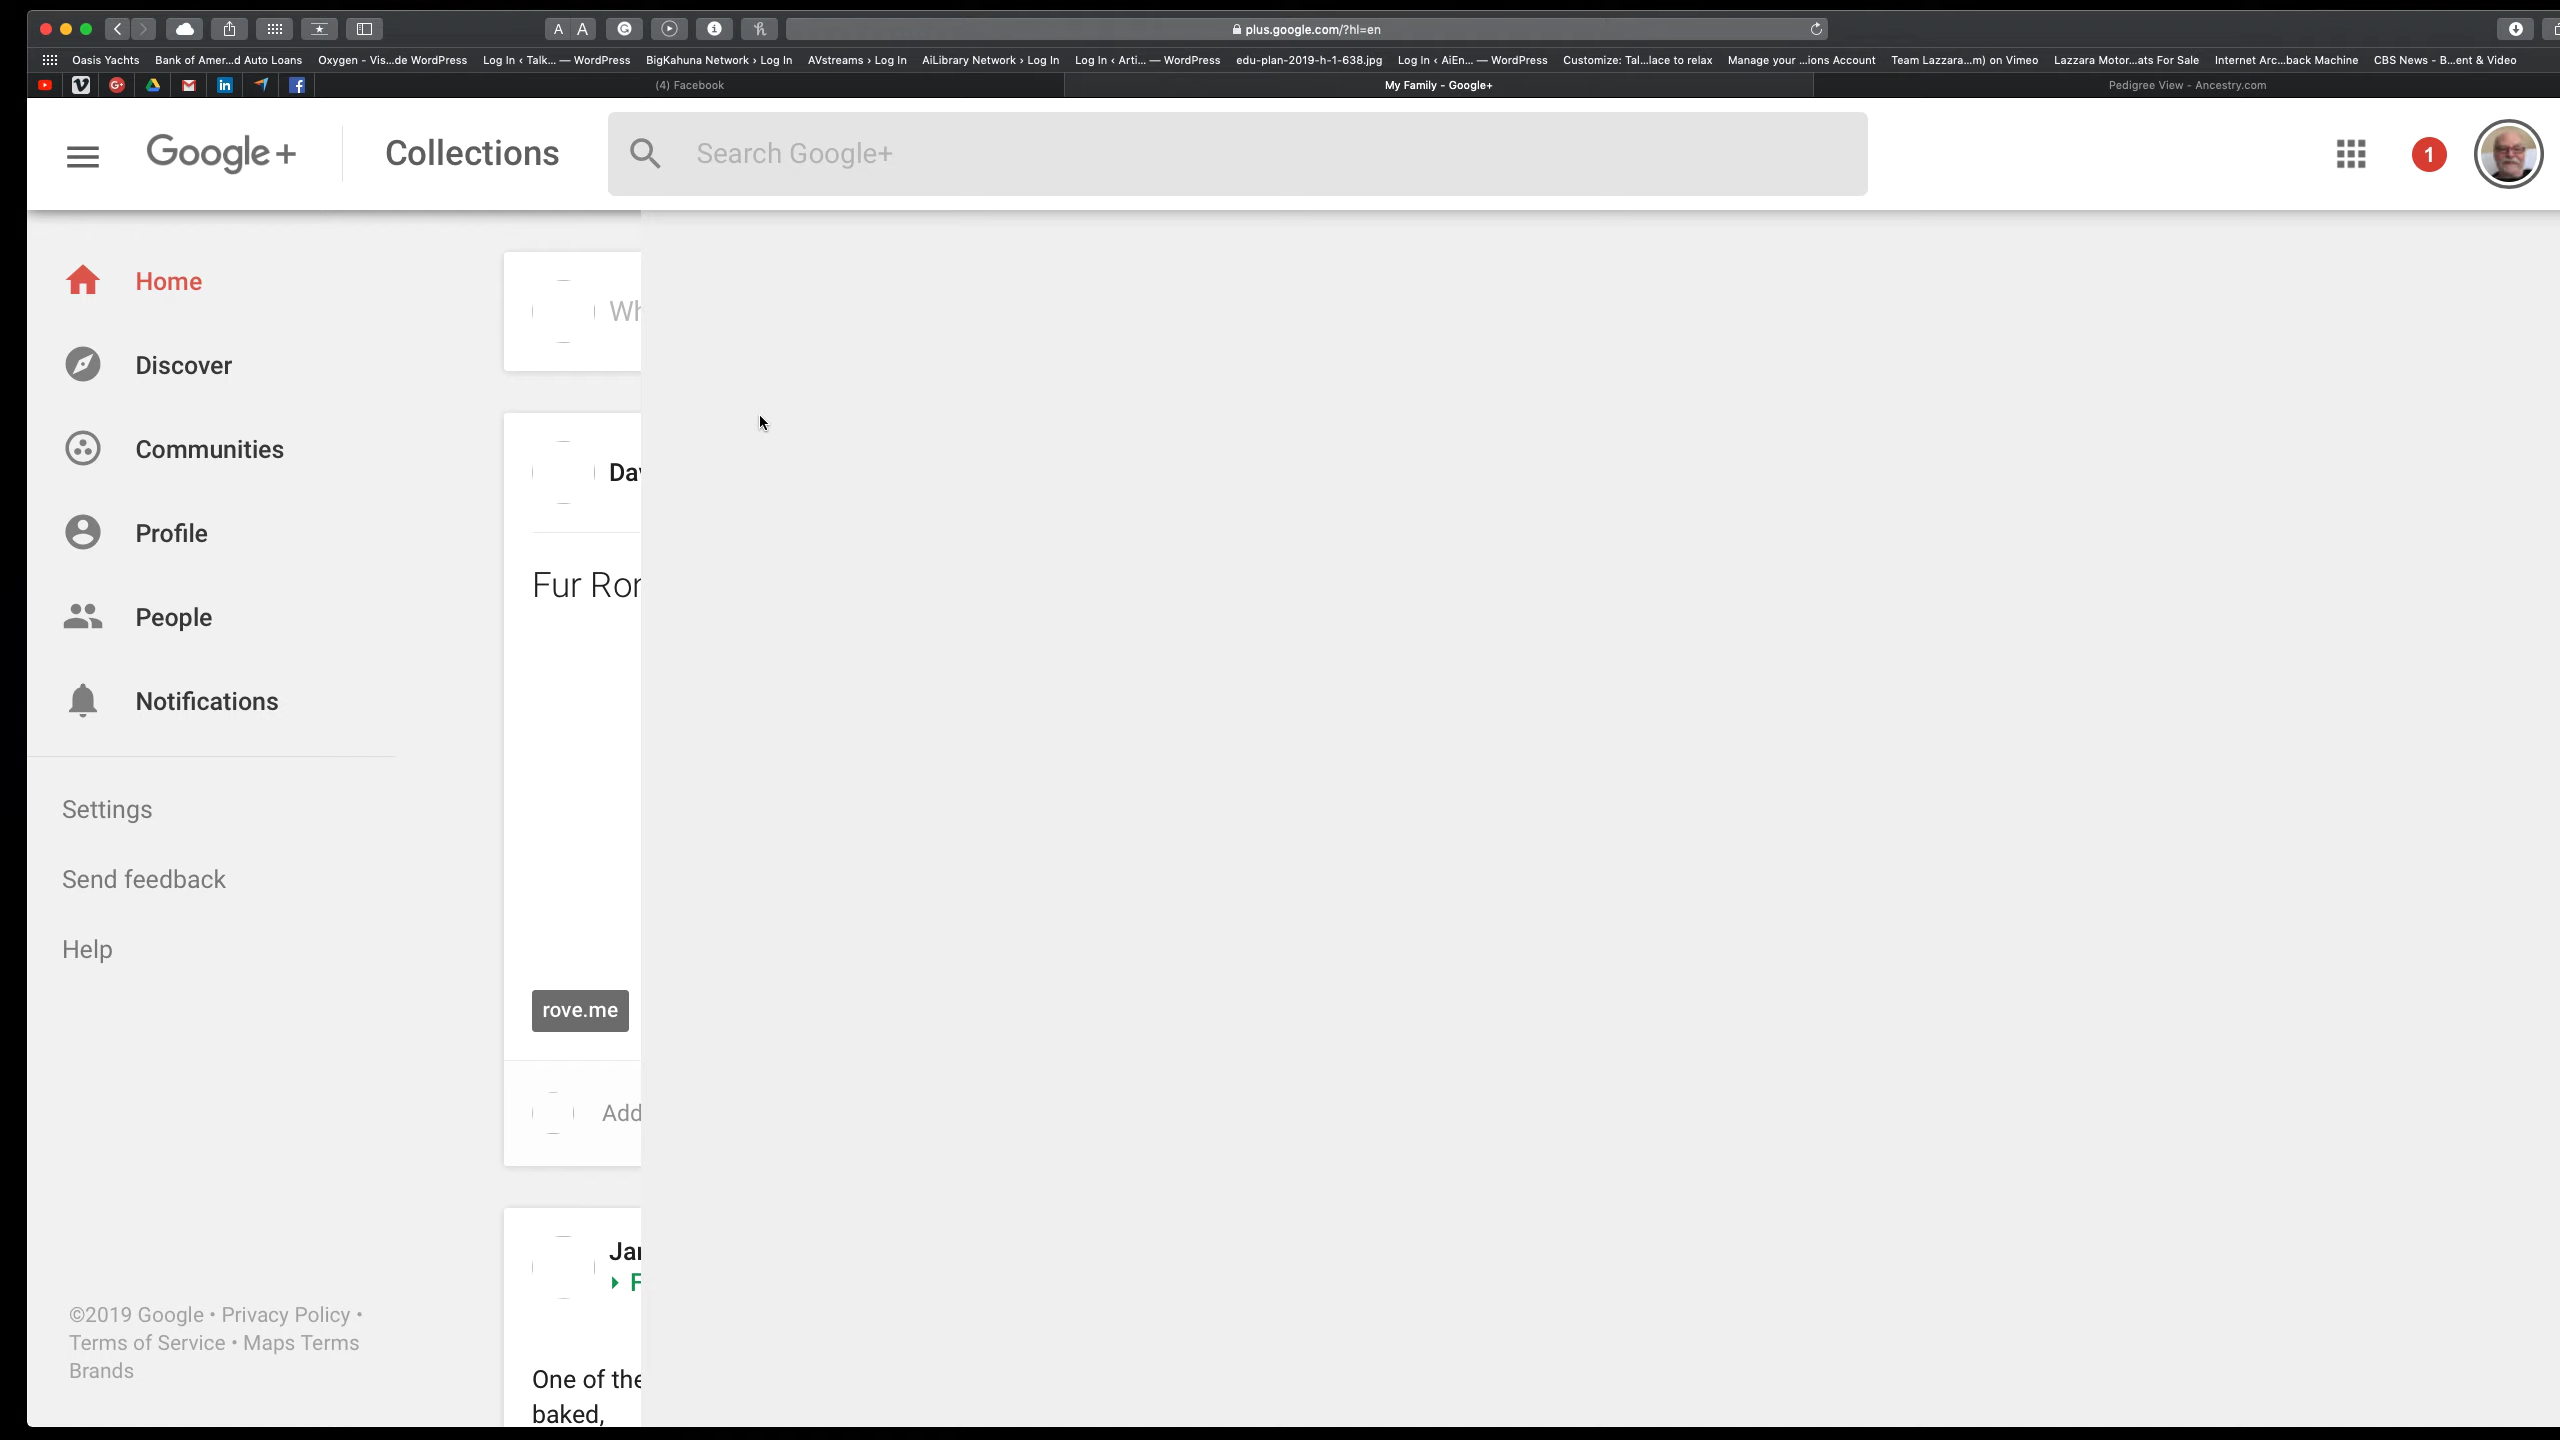 A A plus.google.com/?hl=en
Oasis Yachts Bank of Amer...d Auto Loans Oxygen - Vis...de WordPress Log In ‹ Talk... — WordPress BigKahuna Network › Log In AVstreams › Log In AiLibrary Network › Log In Log In ‹ Arti... — WordPress edu-plan-2019-h-1-638.jpg Log In ‹ AiEn... — WordPress Customize: Tal...lace to relax Manage your ...ions Account Team Lazzara...m) on Vimeo Lazzara Motor...ats For Sale Internet Arc...back Machine CBS News - B...ent & Video
(4) Facebook My Family - Google+ Pedigree View - Ancestry.com
Google+ Collections Search Google+ 1
Home
Discover
Communities
Profile
People
Notifications
Settings
Send feedback
Help
©2019 Google • Privacy Policy •
Terms of Service • Maps Terms
Brands
Wh
Dav
Fur Ror
rove.me
Add
Jar
F
One of the
baked,